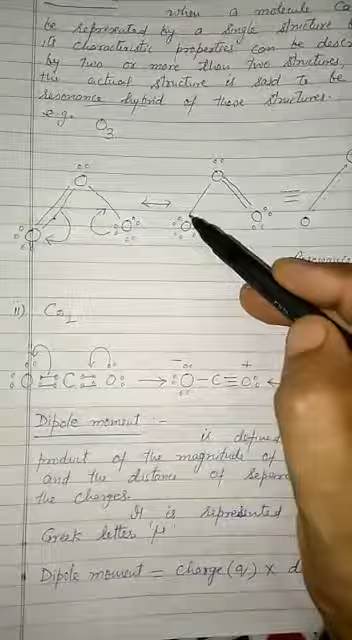 when a molecule Ca
be represented by a single structure b
its characteristic properties can be desc
by two or more than two structures,
the actual structure is said to be
resonance hybrid of these structures.
e.g.
O3
ii) CO2
:O = C = O: → :O - C ≡ O: ←
Dipole moment :-
is defined
product of the magnitude of
and the distance of separa
the charges.
It is represented
Greek letter 'μ'
Dipole moment = charge (q) × d